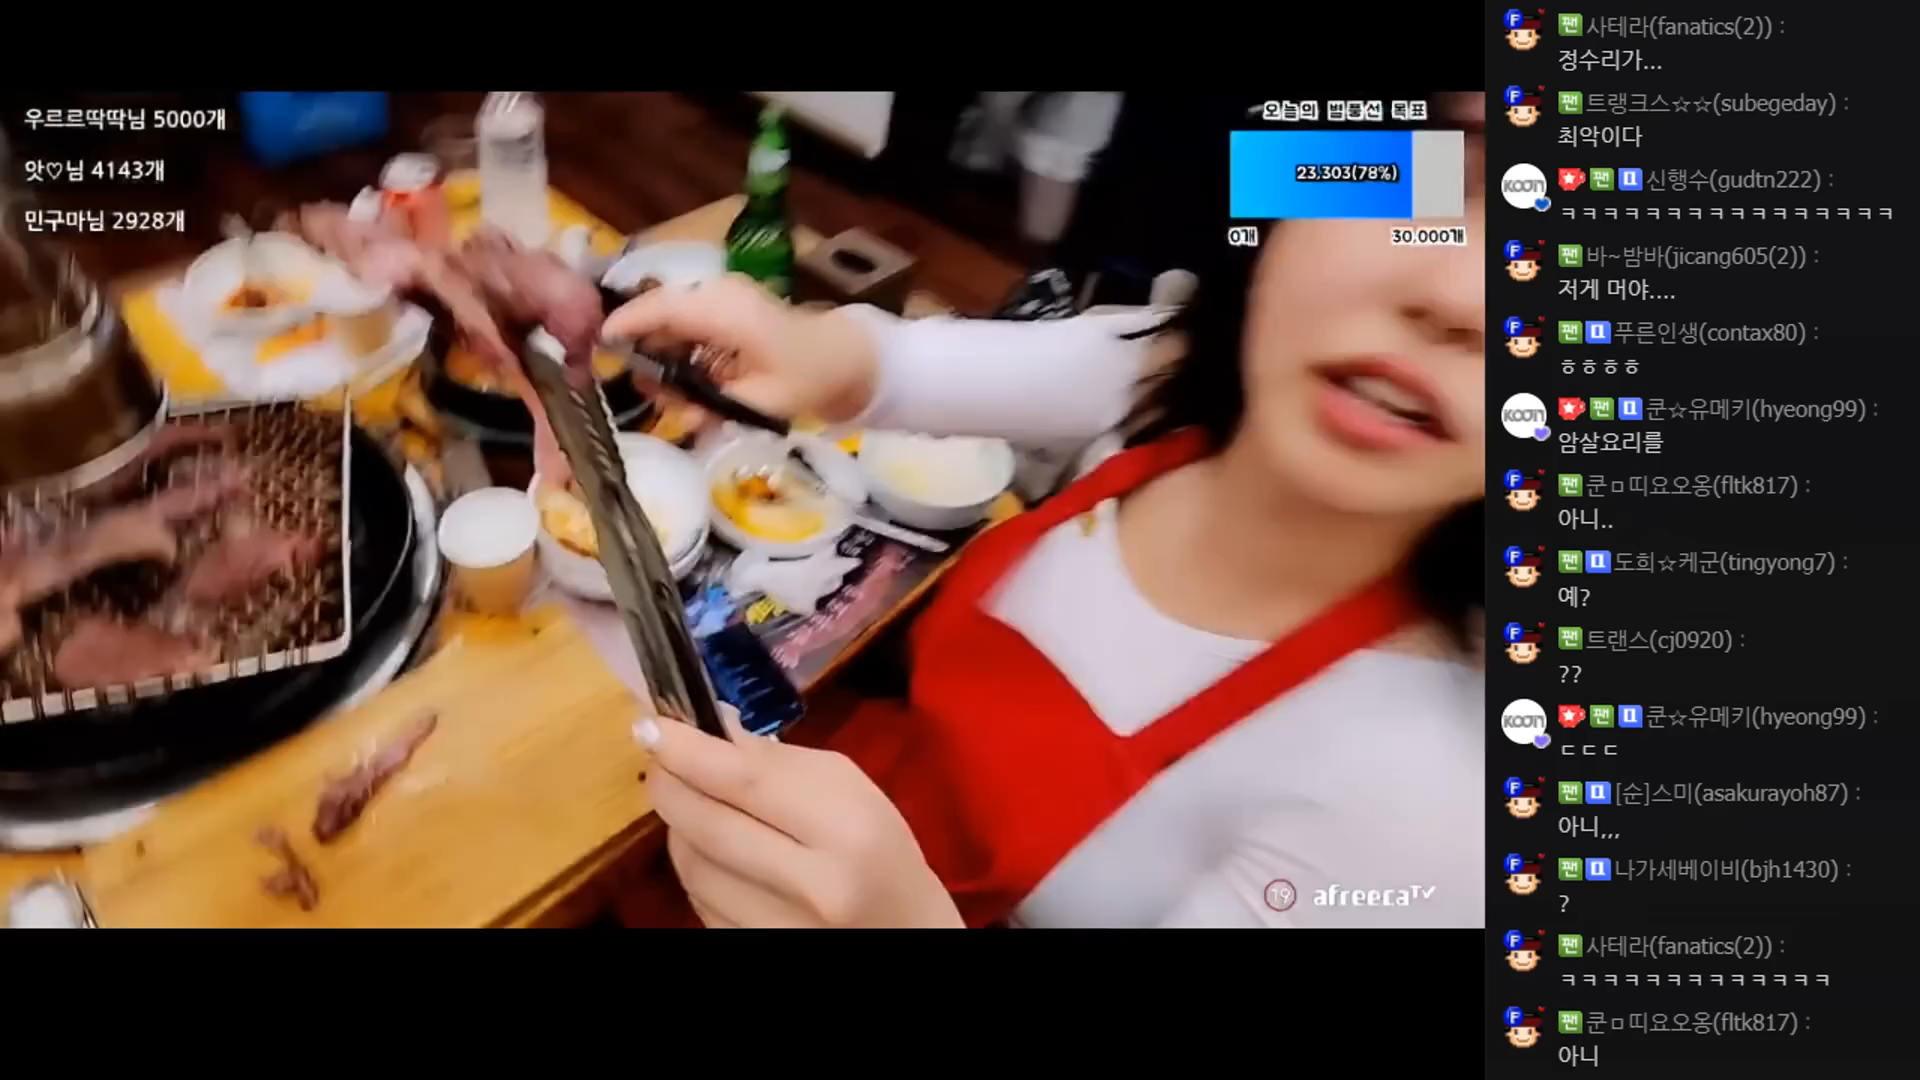 우르르딱딱님 5000개
앗♡님 4143개
민구마님 2928개
오늘의 별풍선 목표
23,303(78%)
0개
30,000개
19 afreecaTV
팬 사테라(fanatics(2)) :
정수리가...
팬 트랭크스☆☆(subegeday) :
최악이다
KOON 팬 신행수(gudtn222) :
ㅋㅋㅋㅋㅋㅋㅋㅋㅋㅋㅋㅋㅋㅋㅋㅋ
팬 바~밤바(jicang605(2)) :
저게 머야....
팬 푸른인생(contax80) :
ㅎㅎㅎㅎ
KOON 팬 쿤☆유메키(hyeong99) :
암살요리를
팬 쿤ㅁ띠요오옹(fltk817) :
아니..
팬 도희☆케군(tingyong7) :
예?
팬 트랜스(cj0920) :
??
KOON 팬 쿤☆유메키(hyeong99) :
ㄷㄷㄷ
팬 [순]스미(asakurayoh87) :
아니,,,
팬 나가세베이비(bjh1430) :
?
팬 사테라(fanatics(2)) :
ㅋㅋㅋㅋㅋㅋㅋㅋㅋㅋㅋㅋㅋ
팬 쿤ㅁ띠요오옹(fltk817) :
아니